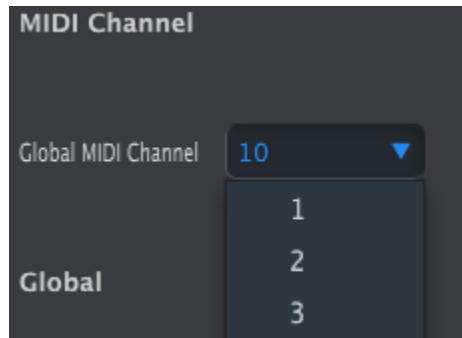 MIDI Channel
Global MIDI Channel 10
1
2
Global
3